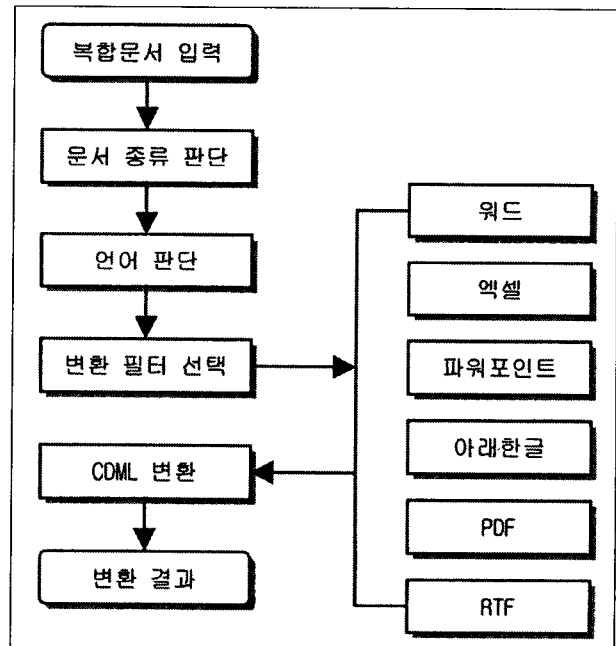 복합문서 입력
문서 종류 판단
언어 판단
변환 필터 선택
CDML 변환
변환 결과
워드
엑셀
파워포인트
아래한글
PDF
RTF